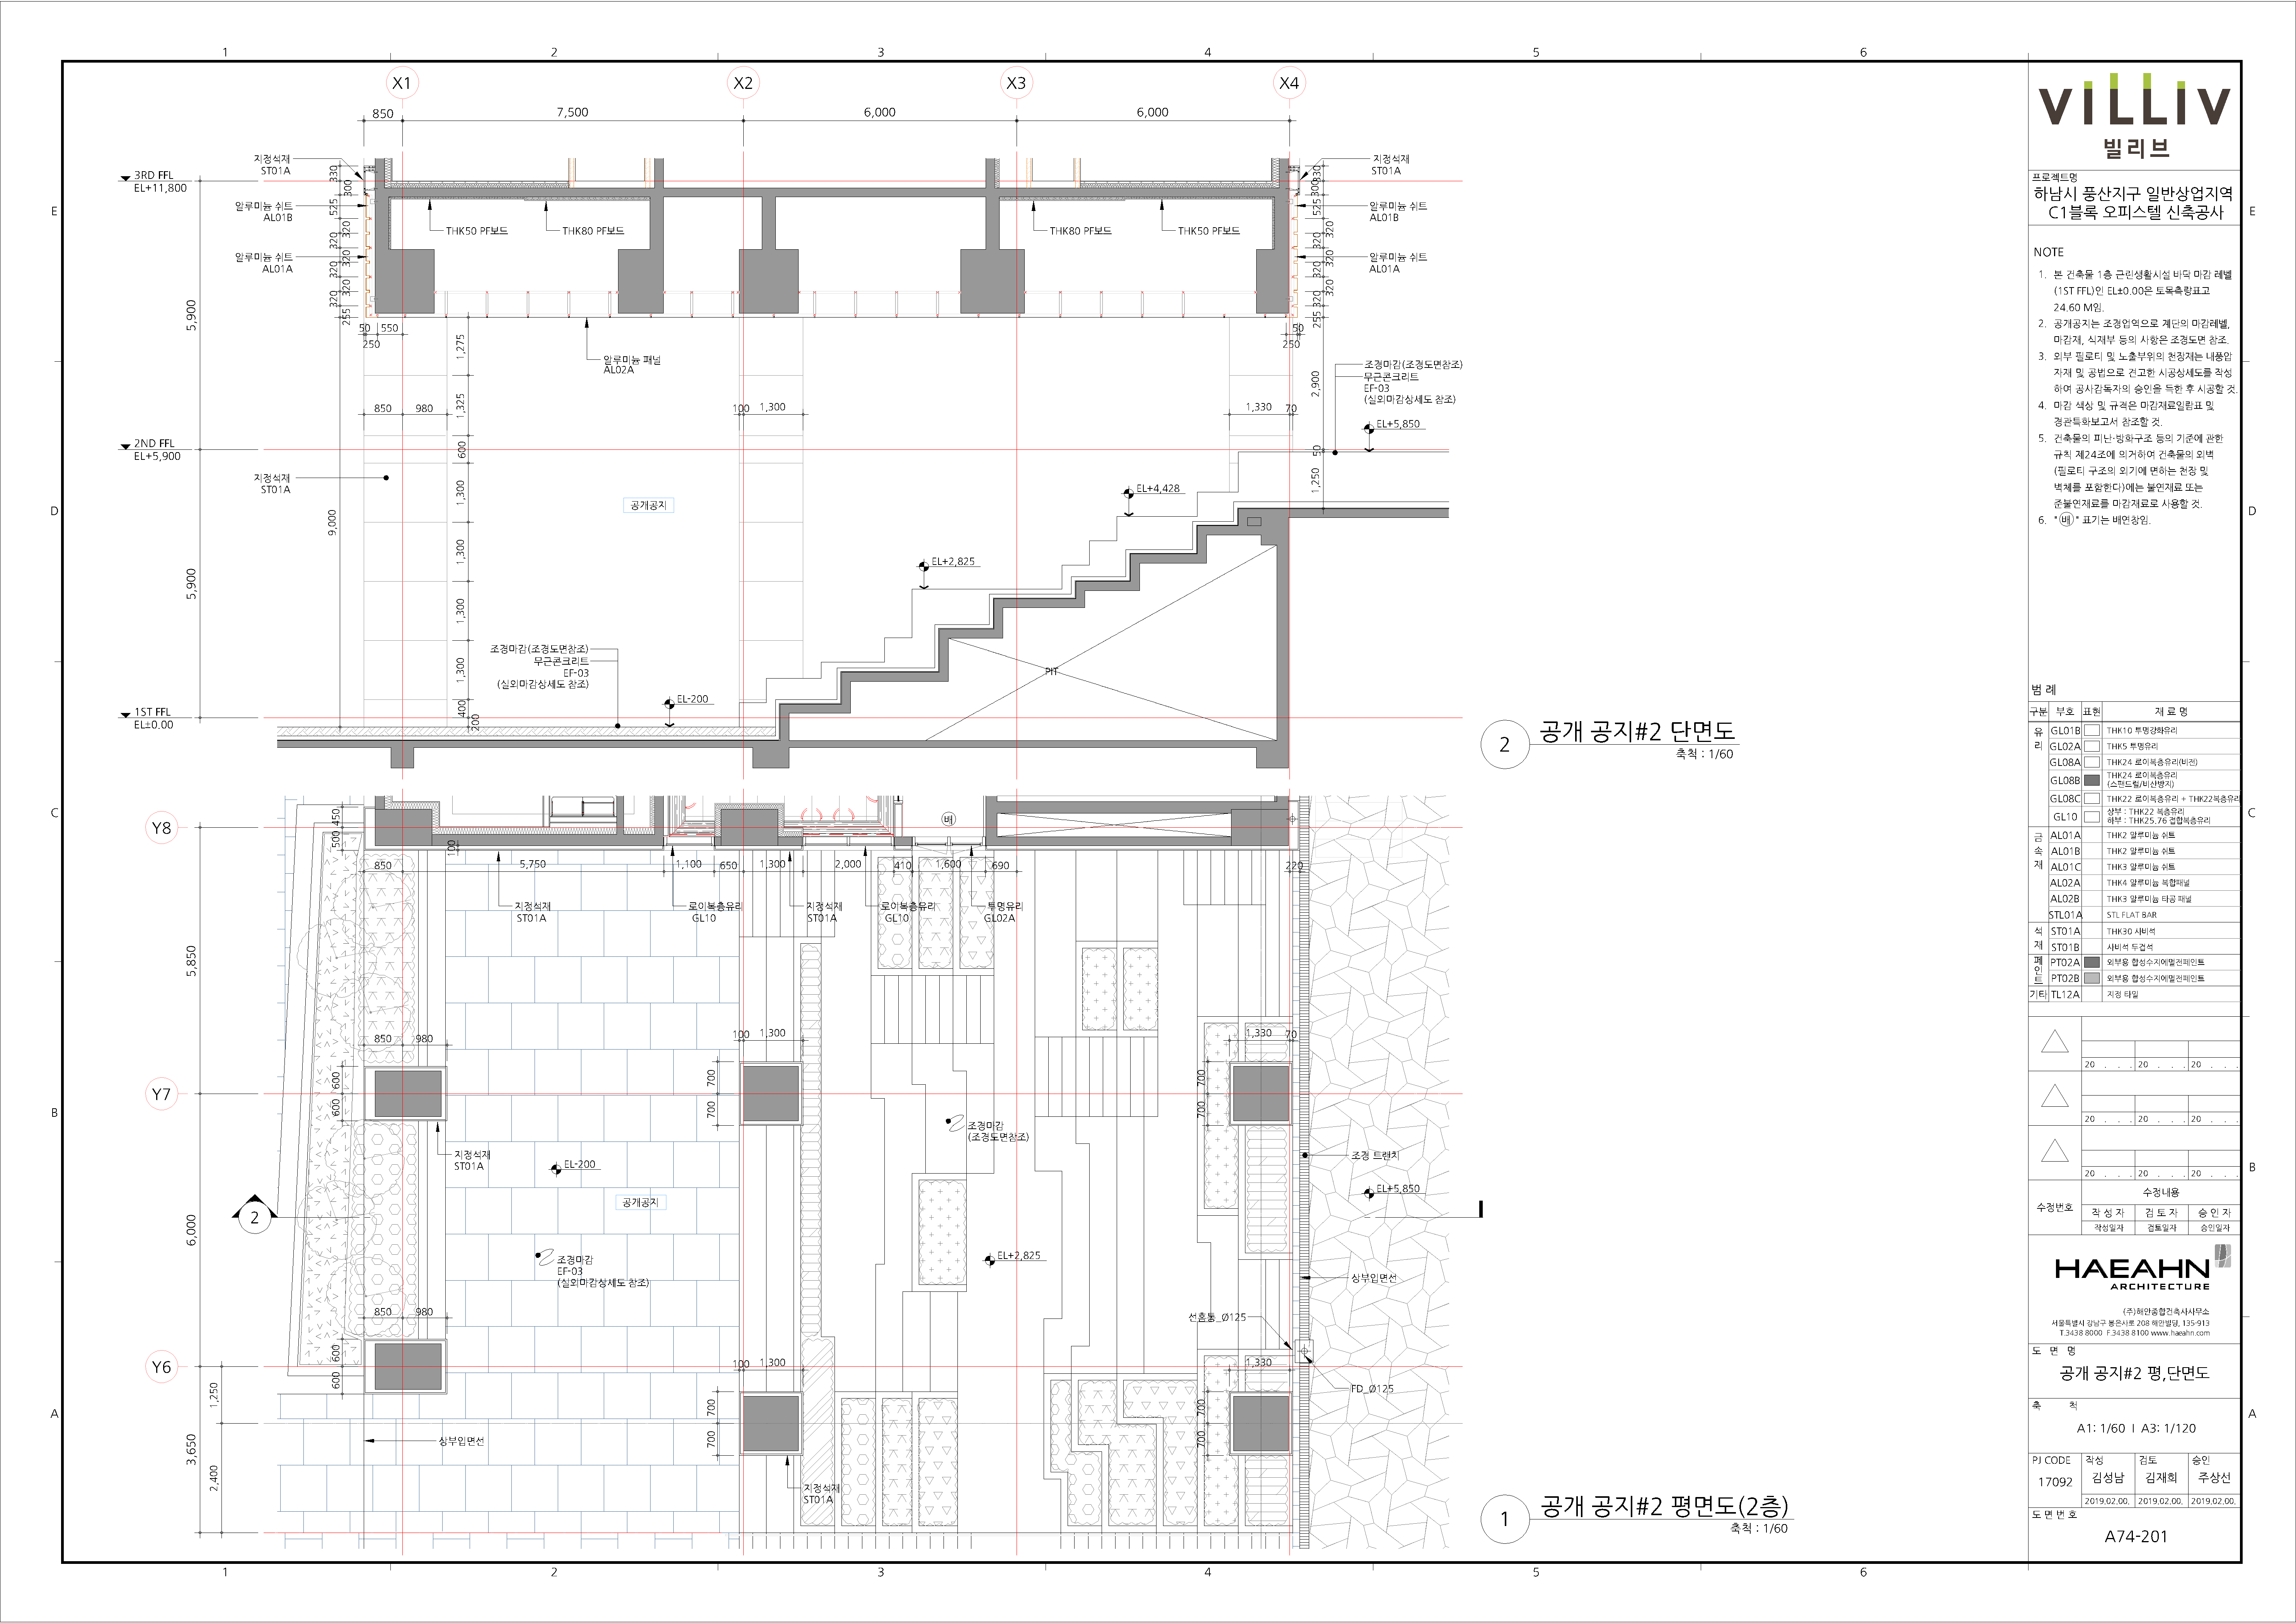 1 2 3 4 5 6
X1 X2 X3 X4
850 7,500 6,000 6,000
3RD FFL
EL+11,800
2ND FFL
EL+5,900
1ST FFL
EL±0.00
5,900
5,900
9,000
지정석재
ST01A
알루미늄 쉬트
AL01B
알루미늄 쉬트
AL01A
330
300
525
320
320
320
320
320
320
255
50 550
250
THK50 PF보드
THK80 PF보드
THK80 PF보드
THK50 PF보드
지정석재
ST01A
알루미늄 쉬트
AL01B
알루미늄 쉬트
AL01A
330
300
525
320
320
320
320
320
320
255
50
250
알루미늄 패널
AL02A
1,275
1,325
600
1,300
1,300
1,300
1,300
400
200
850 980
100 1,300
1,330 70
2,900
50
1,250
조경마감(조경도면참조)
무근콘크리트
EF-03
(실외마감상세도 참조)
EL+5,850
EL+4,428
EL+2,825
EL-200
지정석재
ST01A
공개공지
조경마감(조경도면참조)
무근콘크리트
EF-03
(실외마감상세도 참조)
PIT
2
공개 공지#2 단면도
축척 : 1/60
Y8
Y7
Y6
5,850
6,000
3,650
1,250
2,400
450
500
100
850 5,750 1,100 650 1,300 2,000 410 1,600 690 220
배
지정석재
ST01A
로이복층유리
GL10
지정석재
ST01A
로이복층유리
GL10
투명유리
GL02A
850 980
100 1,300
1,330 70
600
600
700
700
700
700
지정석재
ST01A
EL-200
공개공지
조경마감
(조경도면참조)
조경 트랜치
EL+5,850
2
조경마감
EF-03
(실외마감상세도 참조)
EL+2,825
상부입면선
선홈통_Ø125
850 980
100 1,300
1,330
600
600
700
700
700
700
FD_Ø125
상부입면선
지정석재
ST01A
1
공개 공지#2 평면도(2층)
축척 : 1/60
E
D
C
B
A
E
D
C
B
A
1 2 3 4 5 6
VILLIV
빌리브
프로젝트명
하남시 풍산지구 일반상업지역
C1블록 오피스텔 신축공사
NOTE
1. 본 건축물 1층 근린생활시설 바닥 마감 레벨
(1ST FFL)인 EL±0.00은 토목측량표고
24.60 M임.
2. 공개공지는 조경업역으로 계단의 마감레벨,
마감재, 식재부 등의 사항은 조경도면 참조.
3. 외부 필로티 및 노출부위의 천장재는 내풍압
자재 및 공법으로 견고한 시공상세도를 작성
하여 공사감독자의 승인을 득한 후 시공할 것.
4. 마감 색상 및 규격은 마감재료일람표 및
경관특화보고서 참조할 것.
5. 건축물의 피난·방화구조 등의 기준에 관한
규칙 제24조에 의거하여 건축물의 외벽
(필로티 구조의 외기에 면하는 천장 및
벽체를 포함한다)에는 불연재료 또는
준불연재료를 마감재료로 사용할 것.
6. "배" 표기는 배연창임.
범 례
구분 부호 표현 재 료 명
유리
GL01B THK10 투명강화유리
GL02A THK5 투명유리
GL08A THK24 로이복층유리(비전)
GL08B THK24 로이복층유리
(스팬드럴/비산방지)
GL08C THK22 로이복층유리 + THK22복층유리
GL10 상부 : THK22 복층유리
하부 : THK25.76 접합복층유리
금속재
AL01A THK2 알루미늄 쉬트
AL01B THK2 알루미늄 쉬트
AL01C THK3 알루미늄 쉬트
AL02A THK4 알루미늄 복합패널
AL02B THK3 알루미늄 타공 패널
STL01A STL FLAT BAR
석재
ST01A THK30 사비석
ST01B 사비석 두겁석
페인트
PT02A 외부용 합성수지에멀전페인트
PT02B 외부용 합성수지에멀전페인트
기타 TL12A 지정 타일
20 . . . 20 . . . 20 . . .
20 . . . 20 . . . 20 . . .
20 . . . 20 . . . 20 . . .
수정번호
수정내용
작 성 자 검 토 자 승 인 자
작성일자 검토일자 승인일자
HAEAHN
ARCHITECTURE
(주)해안종합건축사사무소
서울특별시 강남구 봉은사로 208 해안빌딩, 135-913
T.3438 8000 F.3438 8100 www.haeahn.com
도 면 명
공개 공지#2 평,단면도
축 척
A1: 1/60 I A3: 1/120
PJ CODE 작성 검토 승인
17092 김성남 김재희 주상선
2019.02.00. 2019.02.00. 2019.02.00.
도면번호
A74-201